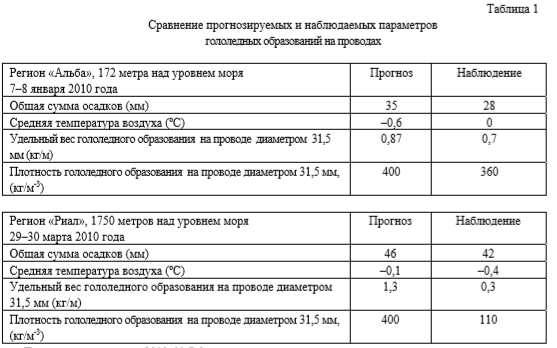 Таблица 1
Сравнение прогнозируемых и наблюдаемых параметров
гололедных образований на проводах
Регион «Альба», 172 метра над уровнем моря
7–8 января 2010 года
Прогноз
Наблюдение
Общая сумма осадков (мм) 35 28
Средняя температура воздуха (°С) –0,6 0
Удельный вес гололедного образования на проводе диаметром 31,5
мм (кг/м)
0,87 0,7
Плотность гололедного образования на проводе диаметром 31,5 мм,
(кг/м-³)
400 360
Регион «Риал», 1750 метров над уровнем моря
29–30 марта 2010 года
Прогноз
Наблюдение
Общая сумма осадков (мм) 46 42
Средняя температура воздуха (°С) –0,1 –0,4
Удельный вес гололедного образования на проводе диаметром
31,5 мм (кг/м)
1,3 0,3
Плотность гололедного образования на проводе диаметром 31,5 мм,
(кг/м-³)
400 110